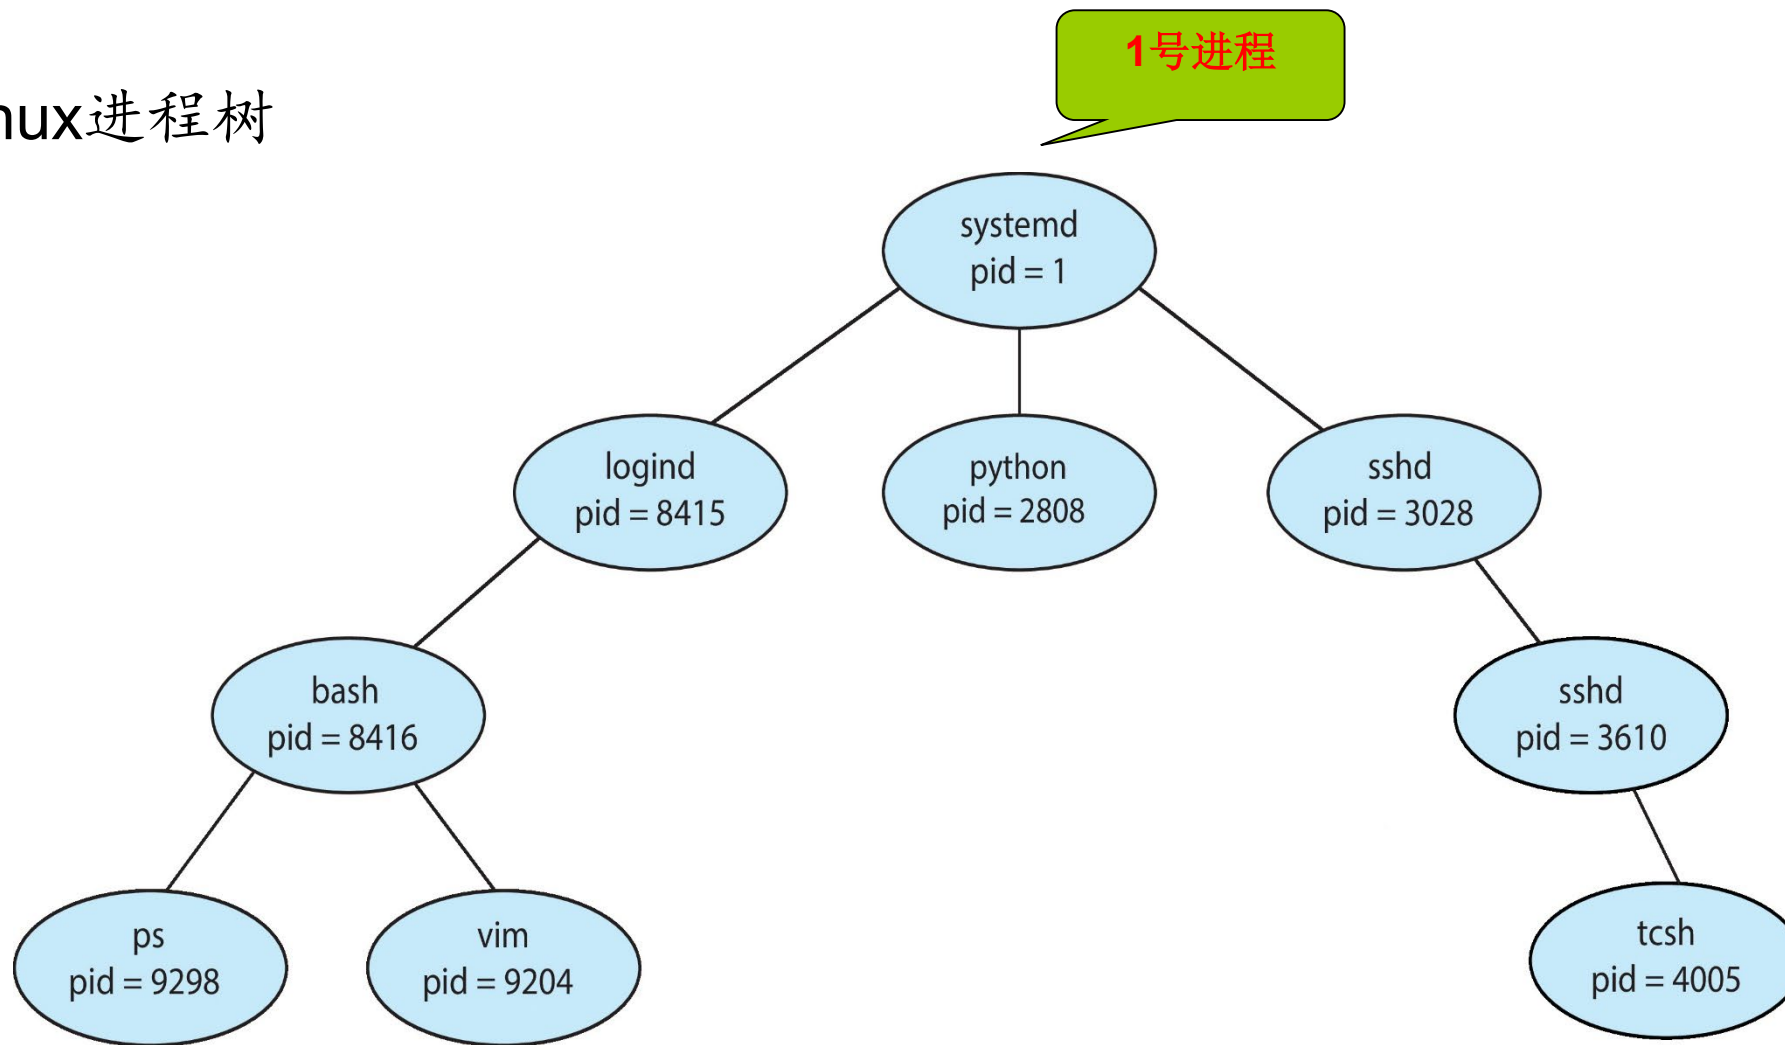 1号进程
nux进程树
systemd
pid = 1
logind
pid = 8415
python
pid = 2808
sshd
pid = 3028
bash
pid = 8416
sshd
pid = 3610
ps
pid = 9298
vim
pid = 9204
tcsh
pid = 4005